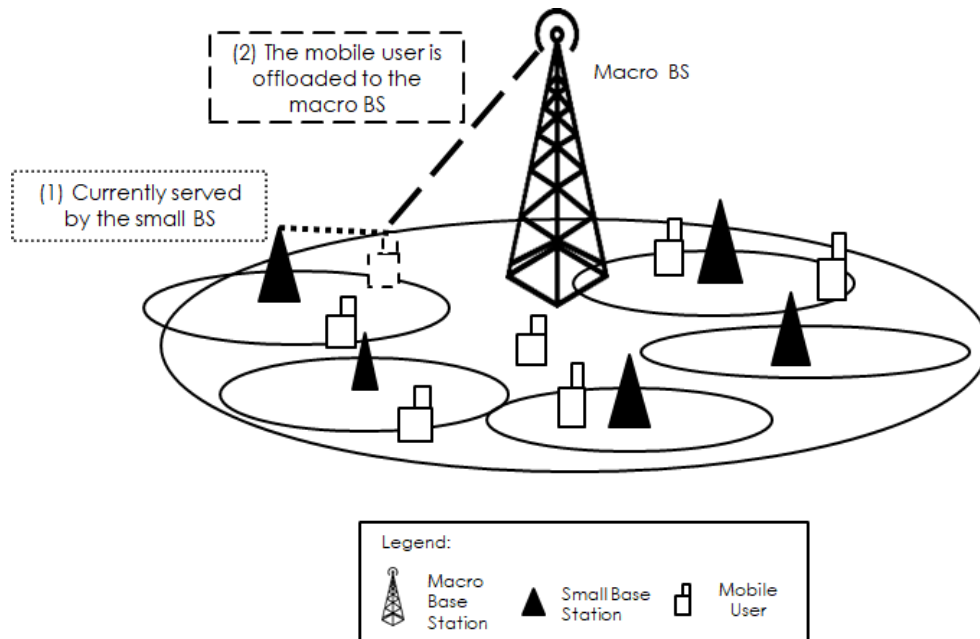 (2) The mobile user is
offloaded to the
macro BS
Macro BS
(1) Currently served
by the small BS
Legend:
Macro
Base
Station
Small Base
Station
Mobile
User